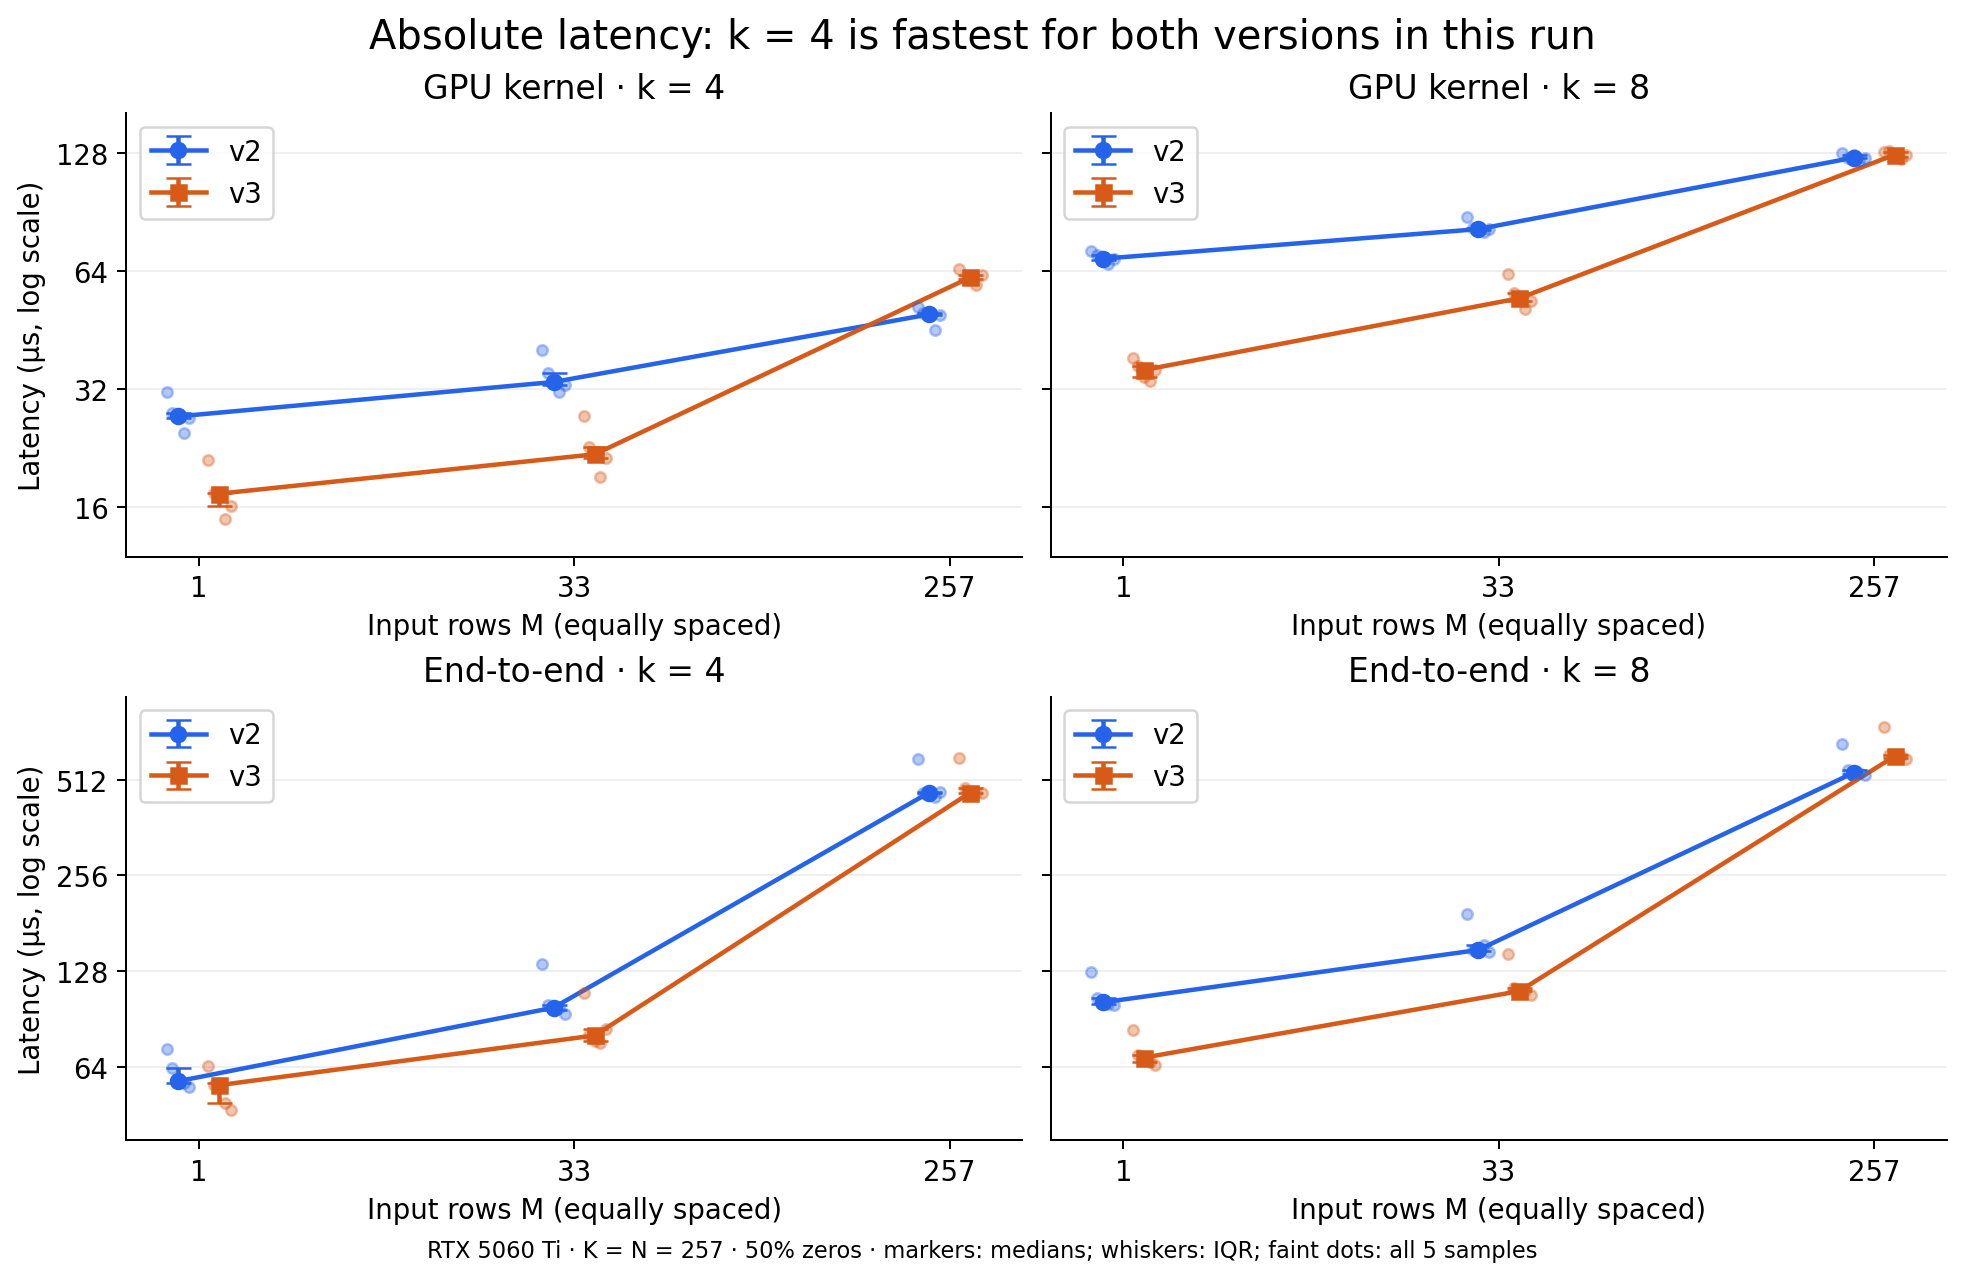 Absolute latency: k = 4 is fastest for both versions in this run
GPU kernel · k = 4
Latency (µs, log scale)
128
64
32
16
v2
v3
1
33
257
Input rows M (equally spaced)
GPU kernel · k = 8
v2
v3
1
33
257
Input rows M (equally spaced)
End-to-end · k = 4
Latency (µs, log scale)
512
256
128
64
v2
v3
1
33
257
Input rows M (equally spaced)
End-to-end · k = 8
v2
v3
1
33
257
Input rows M (equally spaced)
RTX 5060 Ti · K = N = 257 · 50% zeros · markers: medians; whiskers: IQR; faint dots: all 5 samples